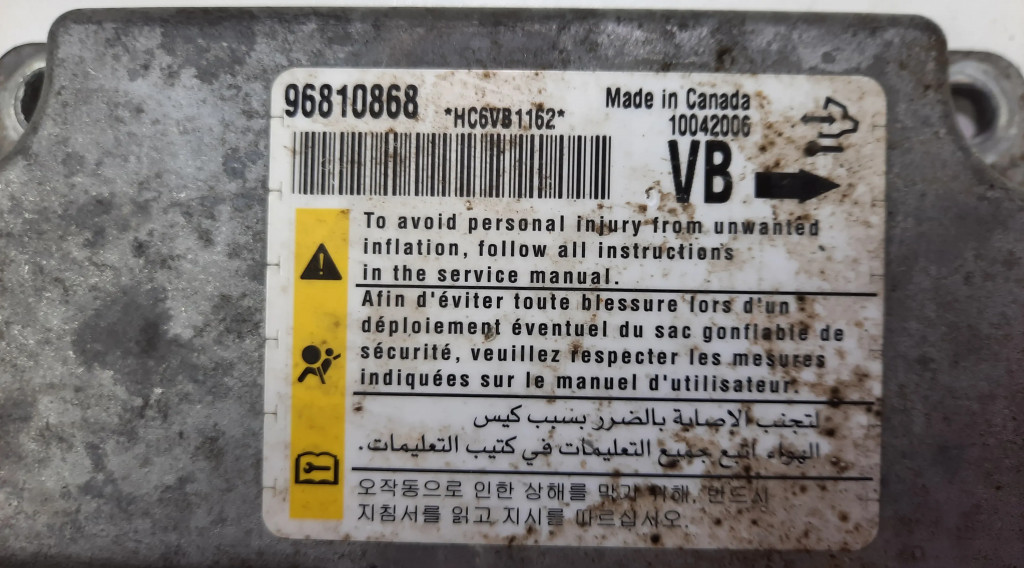 96810868
*HC6VB1162*
Made in Canada
10042006
VB
To avoid personal injury from unwanted
inflation, follow all instructions
in the service manual.
Afin d'éviter toute blessure lors d'un
déploiement éventuel du sac gonflable de
sécurité, veuillez respecter les mesures
indiquées sur le manuel d'utilisateur.
لتجنب الاصابة بالضرر بسبب كيس
الهواء أتبع جميع التعليمات في كتيب التعليمات.
오작동으로 인한 상해를 막기 위해, 반드시
지침서를 읽고 지시를 따르십시오.